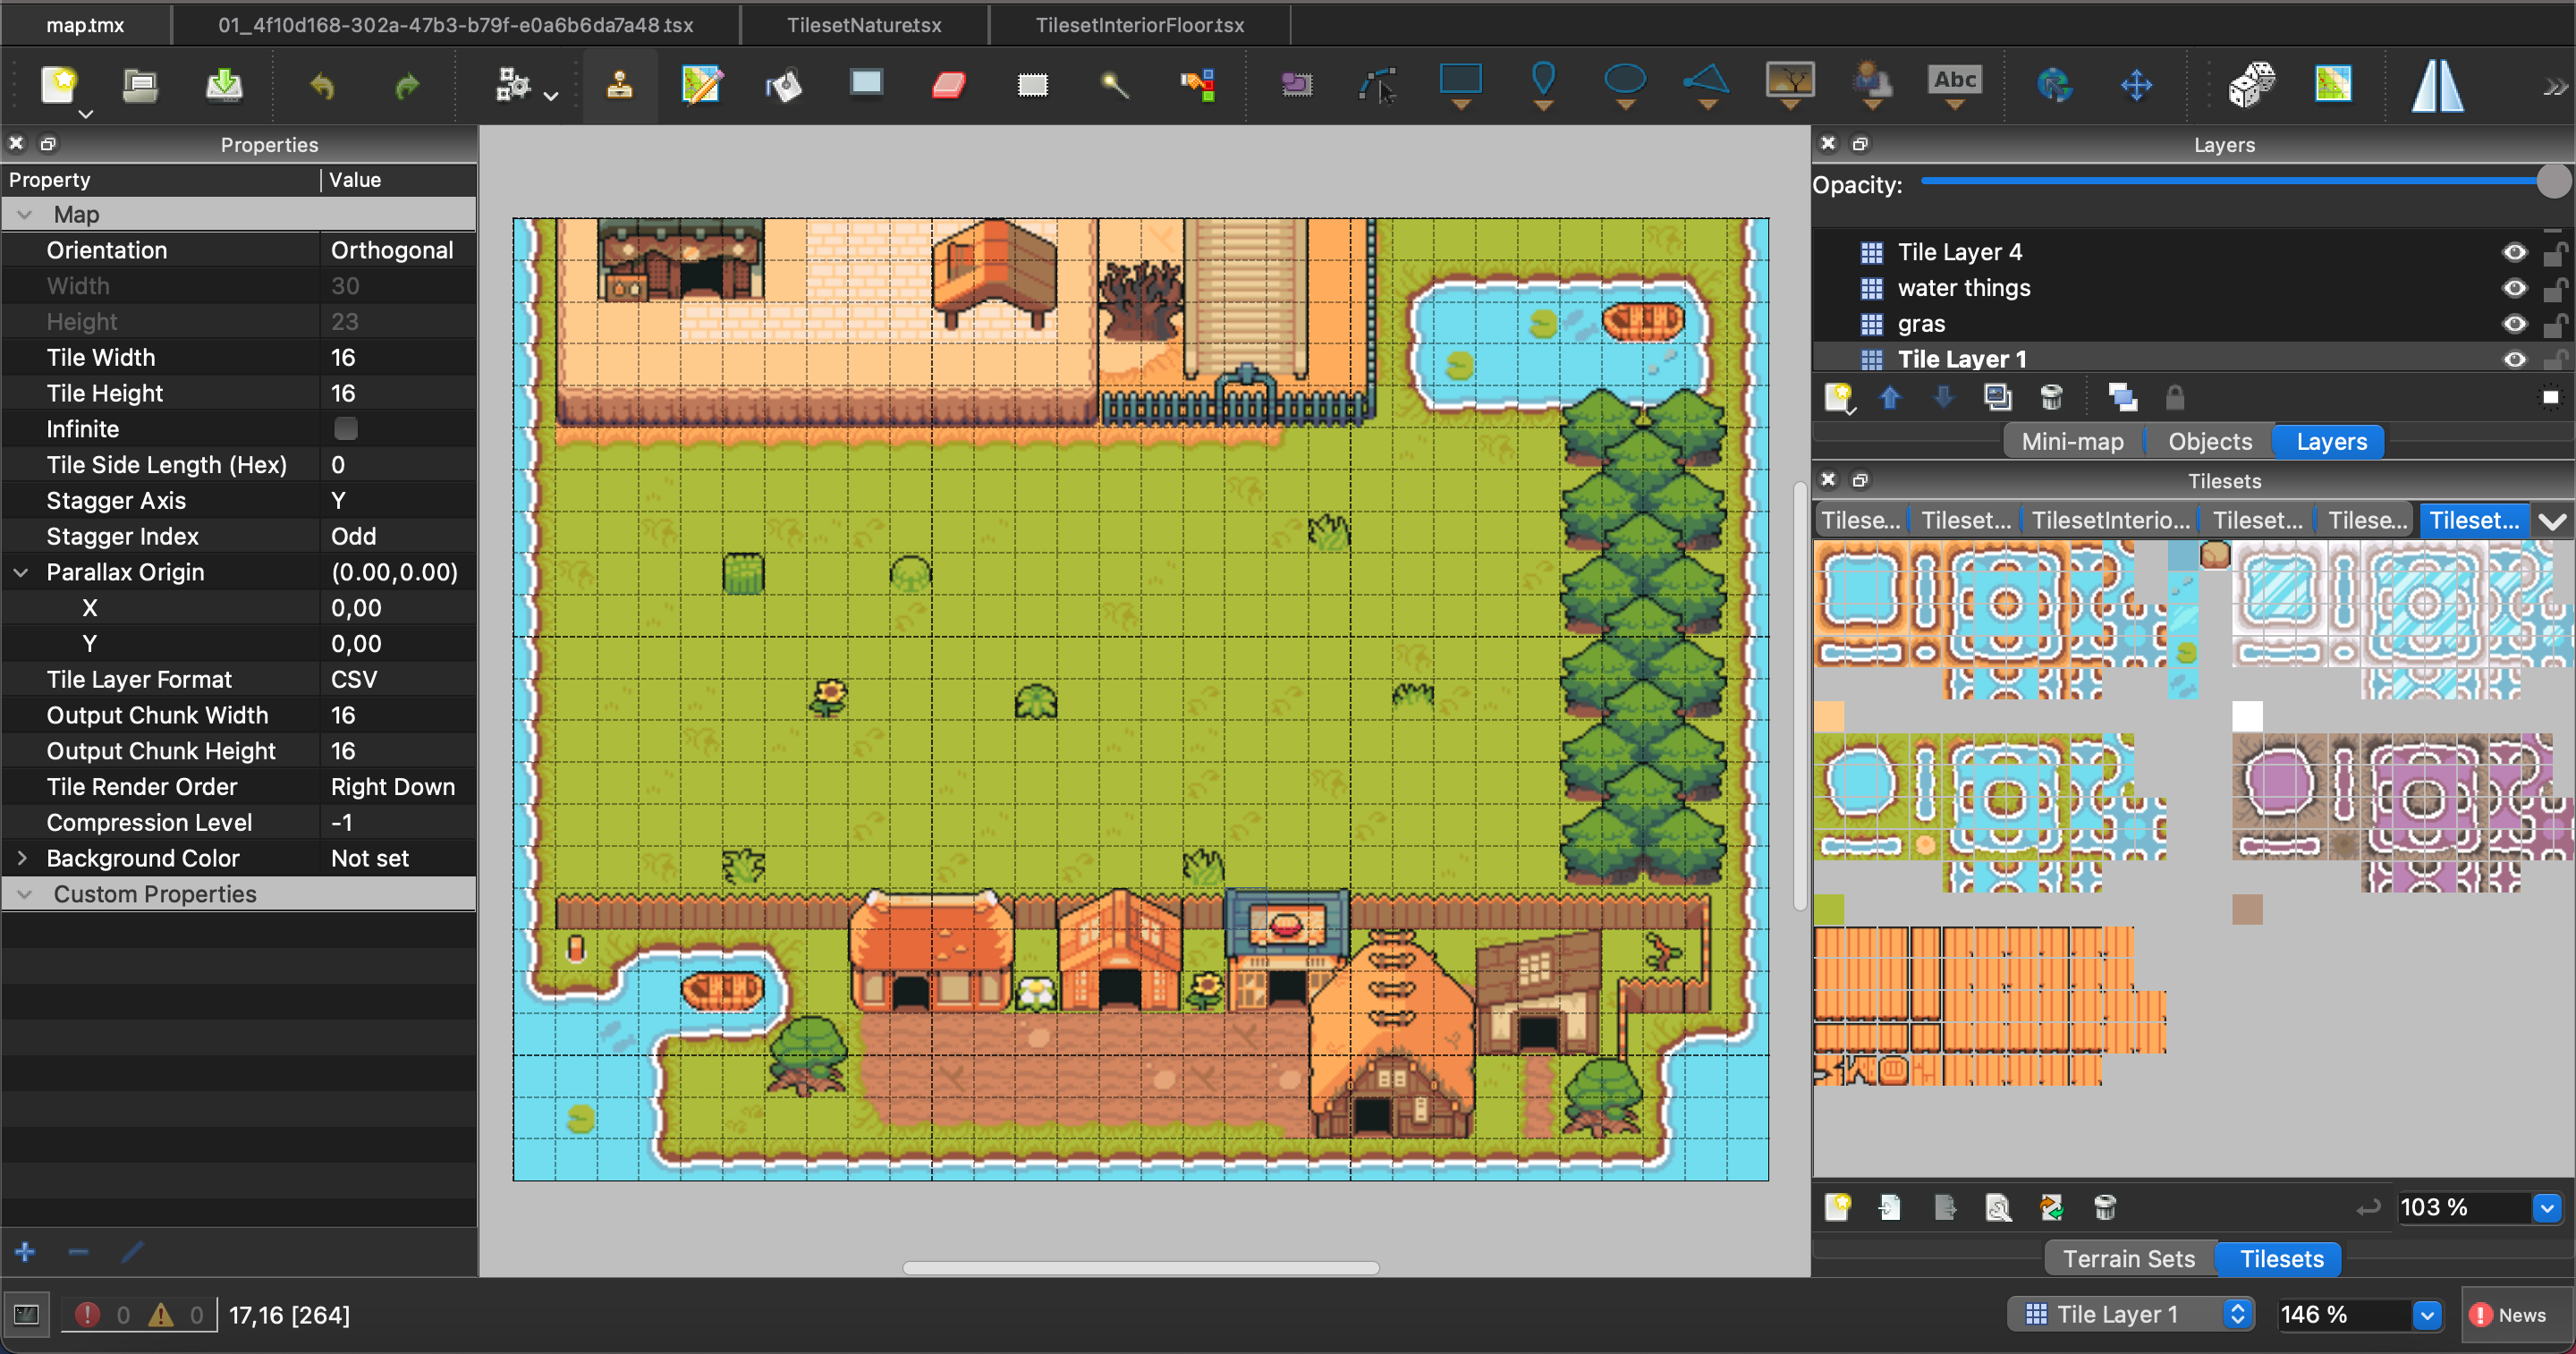 map.tmx
01_4f10d168-302a-47b3-b79f-e0a6b6da7a48.tsx
TilesetNature.tsx
TilesetInteriorFloor.tsx
Abc
Properties
Property Value
Map
Orientation Orthogonal
Width 30
Height 23
Tile Width 16
Tile Height 16
Infinite
Tile Side Length (Hex) 0
Stagger Axis Y
Stagger Index Odd
Parallax Origin (0.00,0.00)
X 0,00
Y 0,00
Tile Layer Format CSV
Output Chunk Width 16
Output Chunk Height 16
Tile Render Order Right Down
Compression Level -1
Background Color Not set
Custom Properties
Layers
Opacity:
Tile Layer 4
water things
gras
Tile Layer 1
Mini-map Objects Layers
Tilesets
Tilese... Tileset... TilesetInterio... Tileset... Tilese... Tileset...
103 %
Terrain Sets Tilesets
0 0 17,16 [264]
Tile Layer 1 146 % News